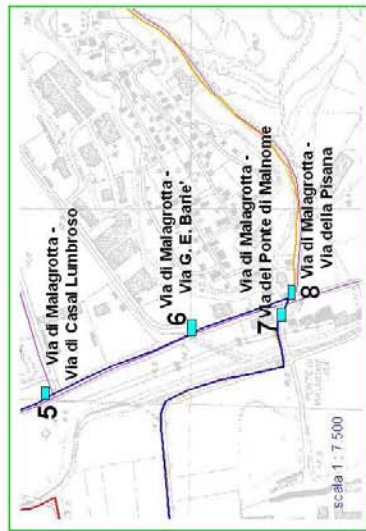 5
Via di Malagrotta -
Via di Casal Lumbroso
6
Via di Malagrotta -
Via G. E. Barie'
7
Via di Malagrotta -
Via del Ponte di Malnome
8
Via di Malagrotta -
Via della Pisana
scala 1 : 7.500